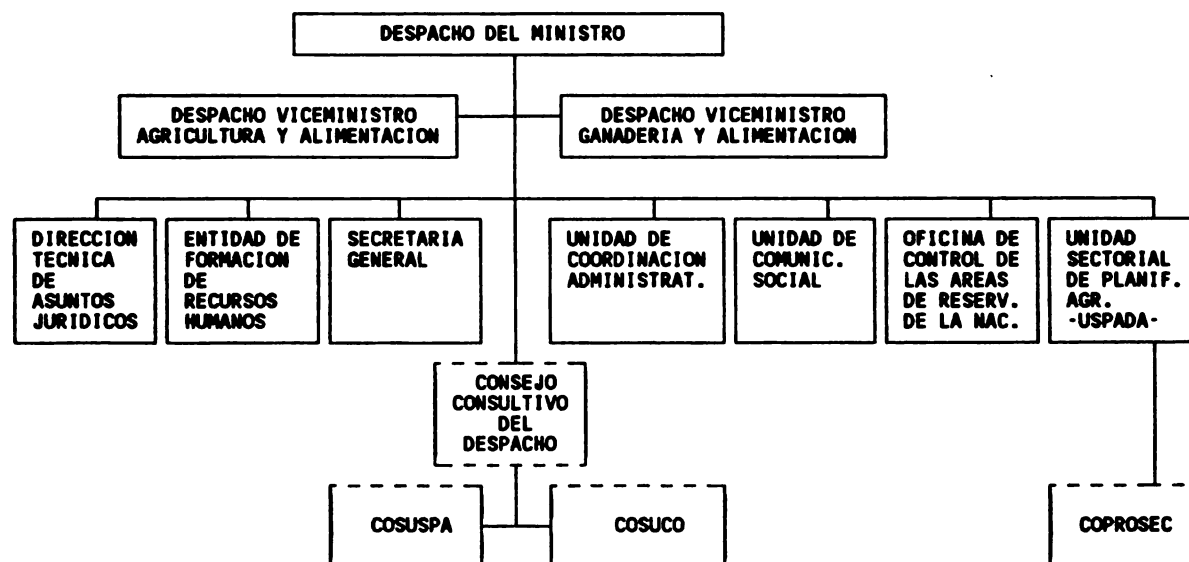 DESPACHO DEL MINISTRO
DESPACHO VICEMINISTRO
AGRICULTURA Y ALIMENTACION
DESPACHO VICEMINISTRO
GANADERIA Y ALIMENTACION
DIRECCION
TECNICA
DE
ASUNTOS
JURIDICOS
ENTIDAD DE
FORMACION
DE
RECURSOS
HUMANOS
SECRETARIA
GENERAL
UNIDAD DE
COORDINACION
ADMINISTRAT.
UNIDAD DE
COMUNIC.
SOCIAL
OFICINA DE
CONTROL DE
LAS AREAS
DE RESERV.
DE LA NAC.
UNIDAD
SECTORIAL
DE PLANIF.
AGR.
-USPADA-
CONSEJO
CONSULTIVO
DEL
DESPACHO
COSUSPA
COSUCO
COPROSEC